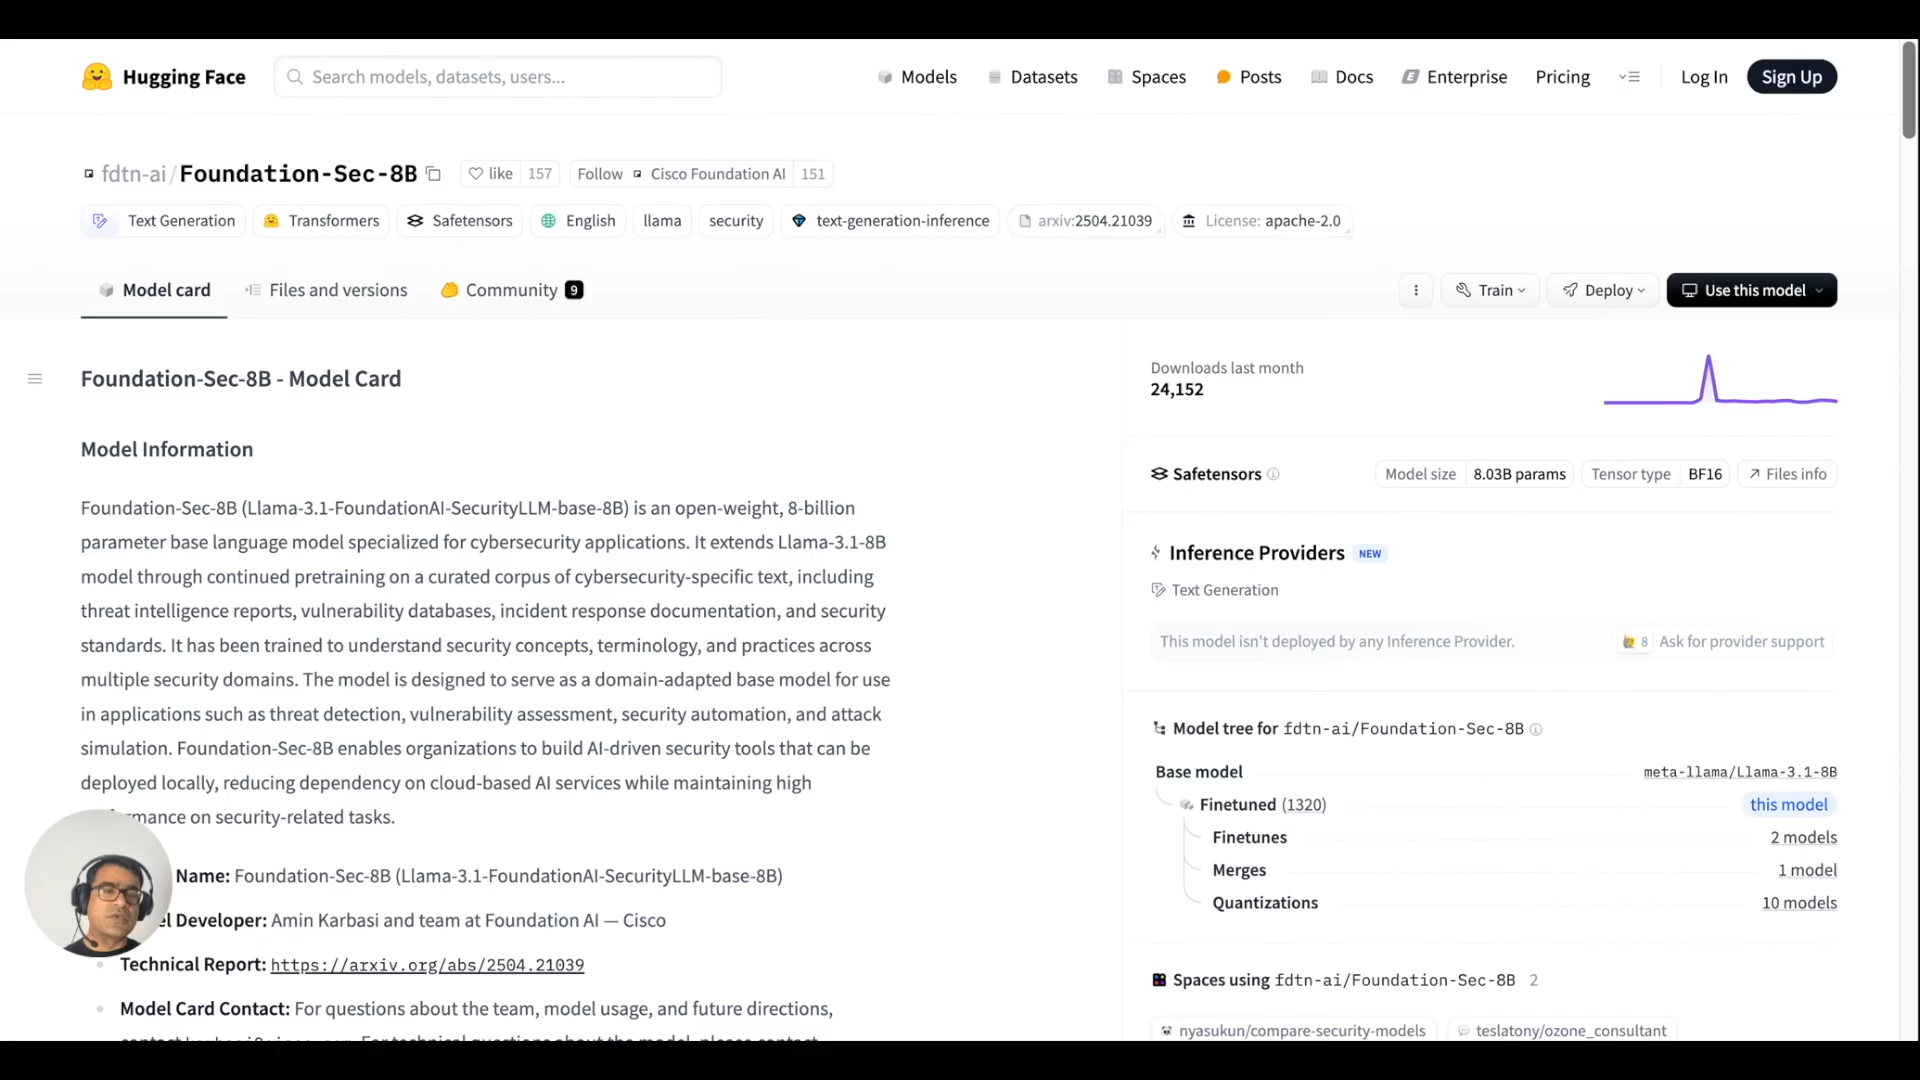 Hugging Face
Search models, datasets, users...
Models
Datasets
Spaces
Posts
Docs
Enterprise
Pricing
Log In
Sign Up
fdtn-ai/Foundation-Sec-8B
like 157
Follow Cisco Foundation AI 151
Text Generation
Transformers
Safetensors
English
llama
security
text-generation-inference
arxiv:2504.21039
License: apache-2.0
Model card
Files and versions
Community 9
Train
Deploy
Use this model
Foundation-Sec-8B - Model Card
Model Information
Foundation-Sec-8B (Llama-3.1-FoundationAI-SecurityLLM-base-8B) is an open-weight, 8-billion
parameter base language model specialized for cybersecurity applications. It extends Llama-3.1-8B
model through continued pretraining on a curated corpus of cybersecurity-specific text, including
threat intelligence reports, vulnerability databases, incident response documentation, and security
standards. It has been trained to understand security concepts, terminology, and practices across
multiple security domains. The model is designed to serve as a domain-adapted base model for use
in applications such as threat detection, vulnerability assessment, security automation, and attack
simulation. Foundation-Sec-8B enables organizations to build AI-driven security tools that can be
deployed locally, reducing dependency on cloud-based AI services while maintaining high
rmance on security-related tasks.
Name: Foundation-Sec-8B (Llama-3.1-FoundationAI-SecurityLLM-base-8B)
Developer: Amin Karbasi and team at Foundation AI — Cisco
Technical Report: https://arxiv.org/abs/2504.21039
Model Card Contact: For questions about the team, model usage, and future directions,
For technical questions about the model, please contact
Downloads last month
24,152
Safetensors
Model size 8.03B params
Tensor type BF16
Files info
Inference Providers NEW
Text Generation
This model isn't deployed by any Inference Provider.
8 Ask for provider support
Model tree for fdtn-ai/Foundation-Sec-8B
Base model meta-llama/Llama-3.1-8B
Finetuned (1320) this model
Finetunes 2 models
Merges 1 model
Quantizations 10 models
Spaces using fdtn-ai/Foundation-Sec-8B 2
nyasukun/compare-security-models
teslatony/ozone_consultant